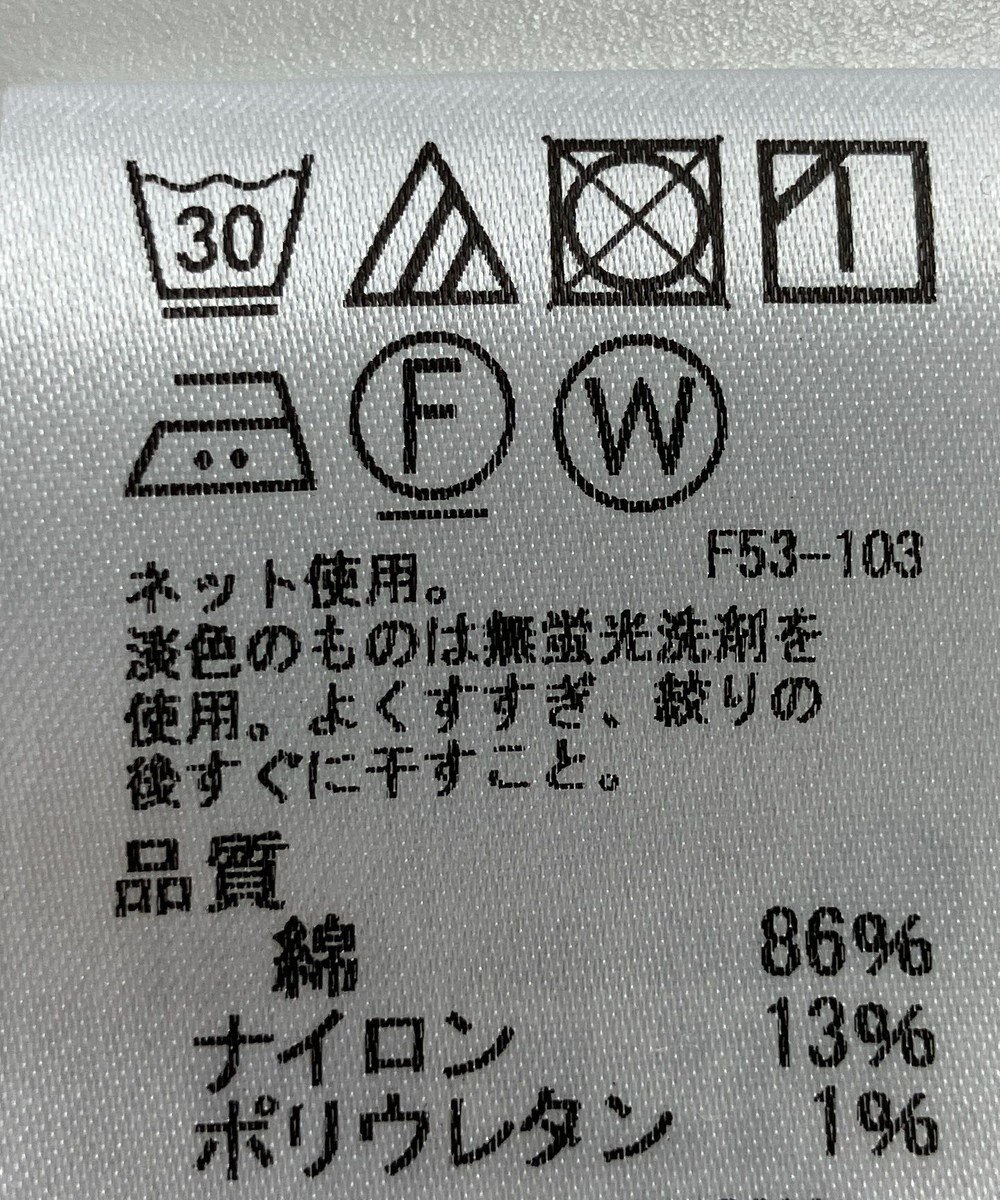 30
F W
F53-103
ネット使用。
淡色のものは無蛍光洗剤を
使用。よくすすぎ、絞りの
後すぐに干すこと。
品質
綿 86%
ナイロン 13%
ポリウレタン 1%